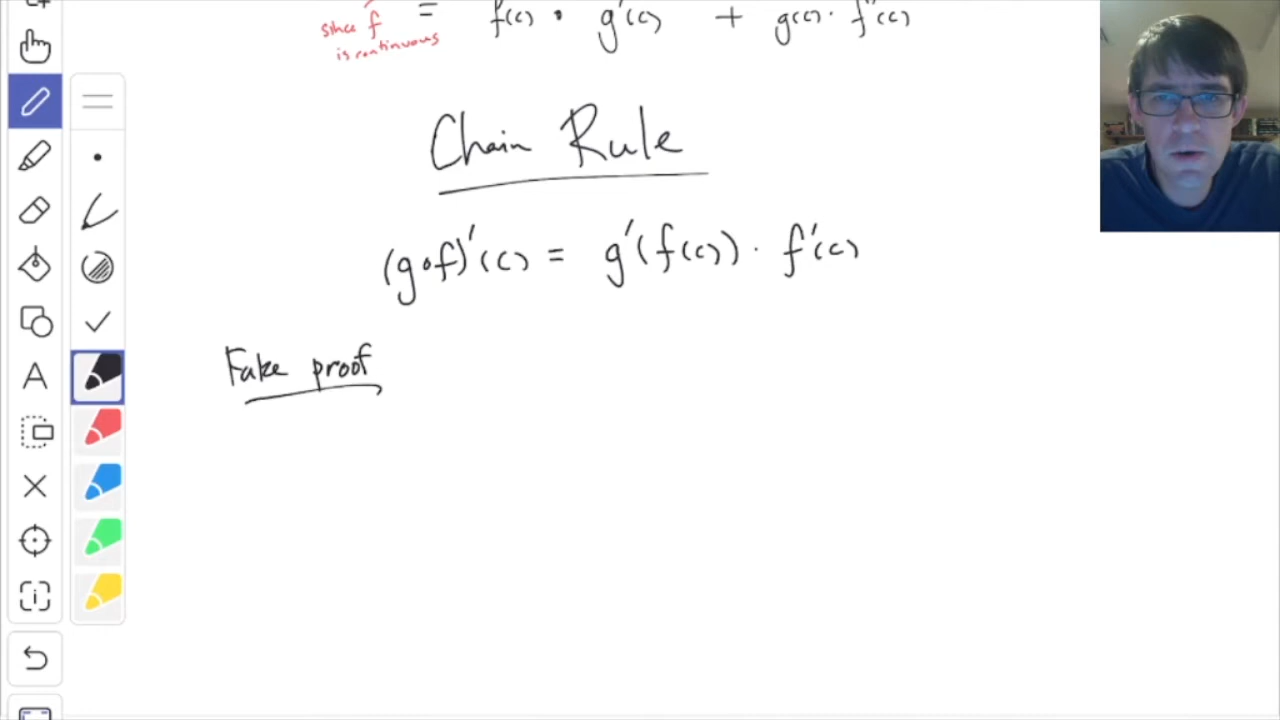 since f = f(c) · g'(c) + g(c) · f'(c)
is continuous
Chain Rule
(g∘f)'(c) = g'(f(c)) · f'(c)
Fake proof
A